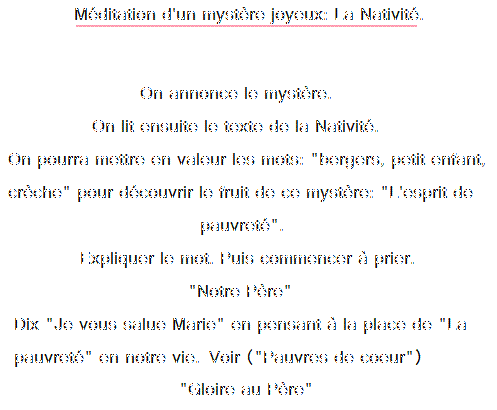 Méditation d'un mystère joyeux: La Nativité.
On annonce le mystère.
On lit ensuite le texte de la Nativité.
On pourra mettre en valeur les mots: "bergers, petit enfant,
crèche" pour découvrir le fruit de ce mystère: "L'esprit de
pauvreté".
Expliquer le mot. Puis commencer à prier.
"Notre Père"
Dix "Je vous salue Marie" en pensant à la place de "La
pauvreté" en notre vie. Voir ("Pauvres de coeur")
"Gloire au Père"